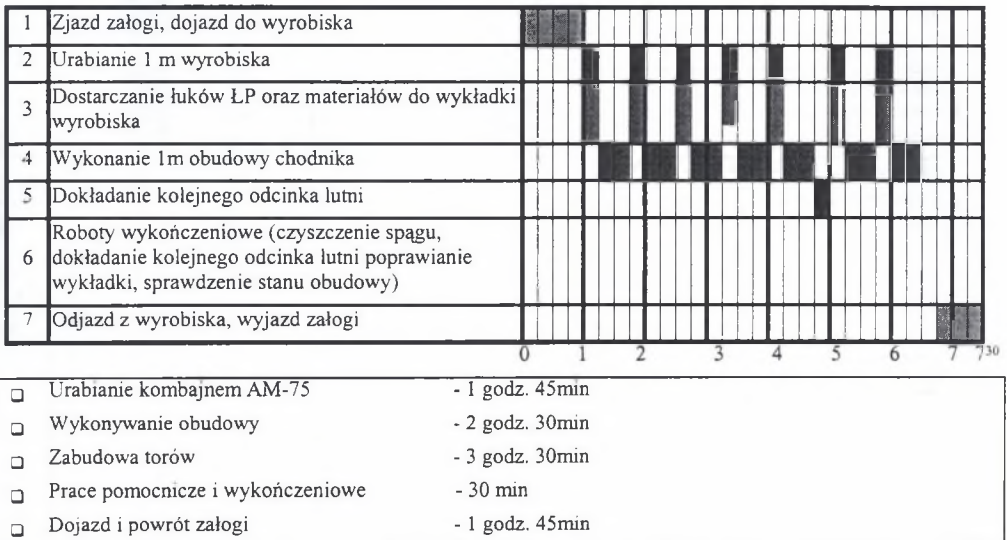 1 Zjazd załogi, dojazd do wyrobiska
2 Urabianie 1 m wyrobiska
3 Dostarczanie łuków ŁP oraz materiałów do wykładki
wyrobiska
4 Wykonanie 1m obudowy chodnika
5 Dokładanie kolejnego odcinka lutni
6 Roboty wykończeniowe (czyszczenie spągu,
dokładanie kolejnego odcinka lutni poprawianie
wykładki, sprawdzenie stanu obudowy)
7 Odjazd z wyrobiska, wyjazd załogi
0 1 2 3 4 5 6 7 7³⁰
Urabianie kombajnem AM-75 - 1 godz. 45min
Wykonywanie obudowy - 2 godz. 30min
Zabudowa torów - 3 godz. 30min
Prace pomocnicze i wykończeniowe - 30 min
Dojazd i powrót załogi - 1 godz. 45min